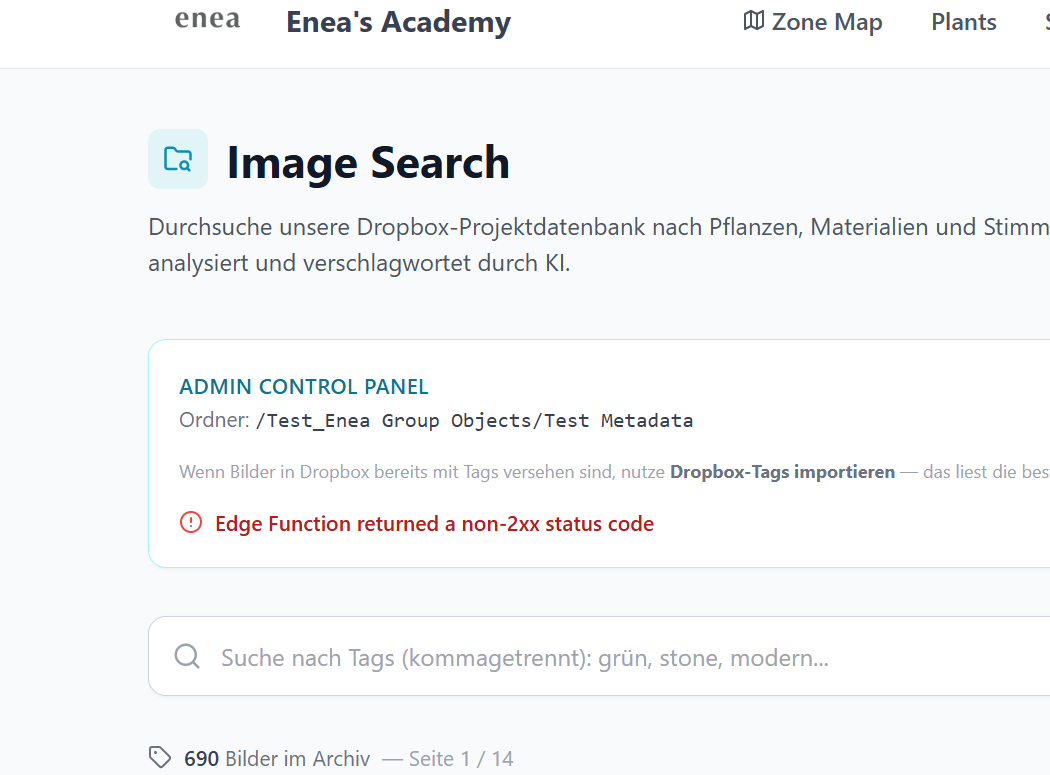 enea
Enea's Academy
Zone Map
Plants
Image Search
Durchsuche unsere Dropbox-Projektdatenbank nach Pflanzen, Materialien und Stimm
analysiert und verschlagwortet durch KI.
ADMIN CONTROL PANEL
Ordner: /Test_Enea Group Objects/Test Metadata
Wenn Bilder in Dropbox bereits mit Tags versehen sind, nutze Dropbox-Tags importieren — das liest die bes
Edge Function returned a non-2xx status code
Suche nach Tags (kommagetrennt): grün, stone, modern...
690 Bilder im Archiv — Seite 1 / 14